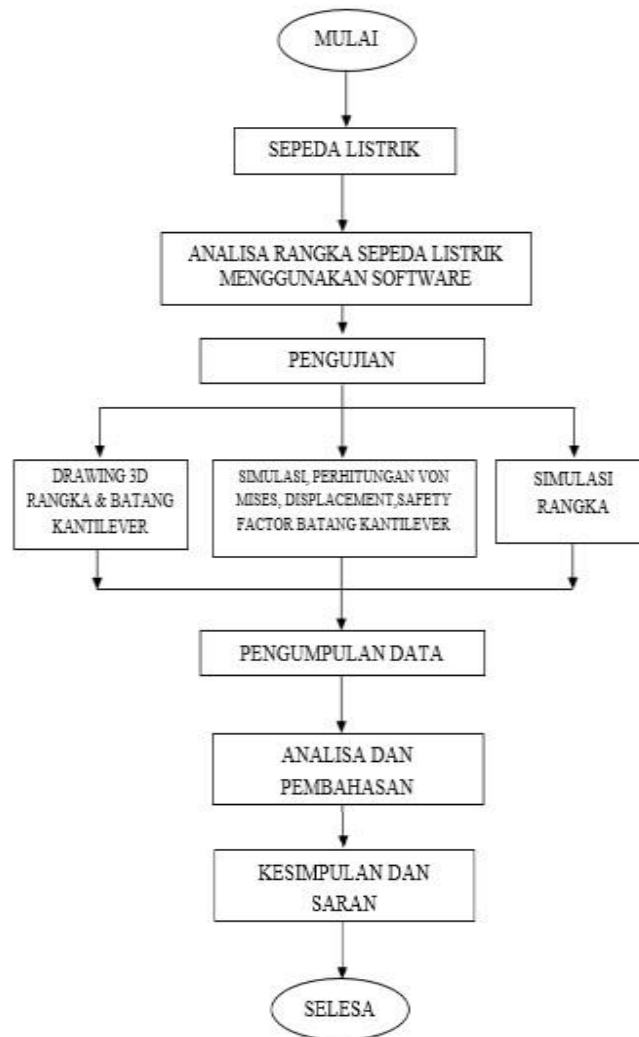 MULAI
SEPEDA LISTRIK
ANALISA RANGKA SEPEDA LISTRIK
MENGGUNAKAN SOFTWARE
PENGUJIAN
DRAWING 3D
RANGKA & BATANG
KANTILEVER
SIMULASI, PERHITUNGAN VON
MISES, DISPLACEMENT,SAFETY
FACTOR BATANG KANTILEVER
SIMULASI
RANGKA
PENGUMPULAN DATA
ANALISA DAN
PEMBAHASAN
KESIMPULAN DAN
SARAN
SELESA